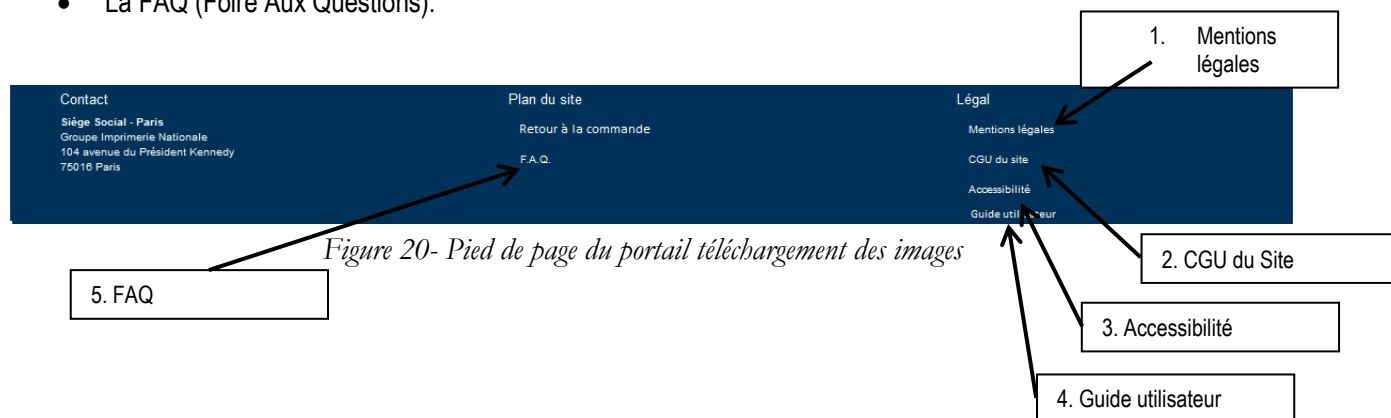 • La FAQ (Foire Aux Questions).
1. Mentions
légales
Contact
Siège Social - Paris
Groupe Imprimerie Nationale
104 avenue du Président Kennedy
75016 Paris
Plan du site
Retour à la commande
F.A.Q.
Légal
Mentions légales
CGU du site
Accessibilité
Guide utilisateur
Figure 20- Pied de page du portail téléchargement des images
5. FAQ
2. CGU du Site
3. Accessibilité
4. Guide utilisateur